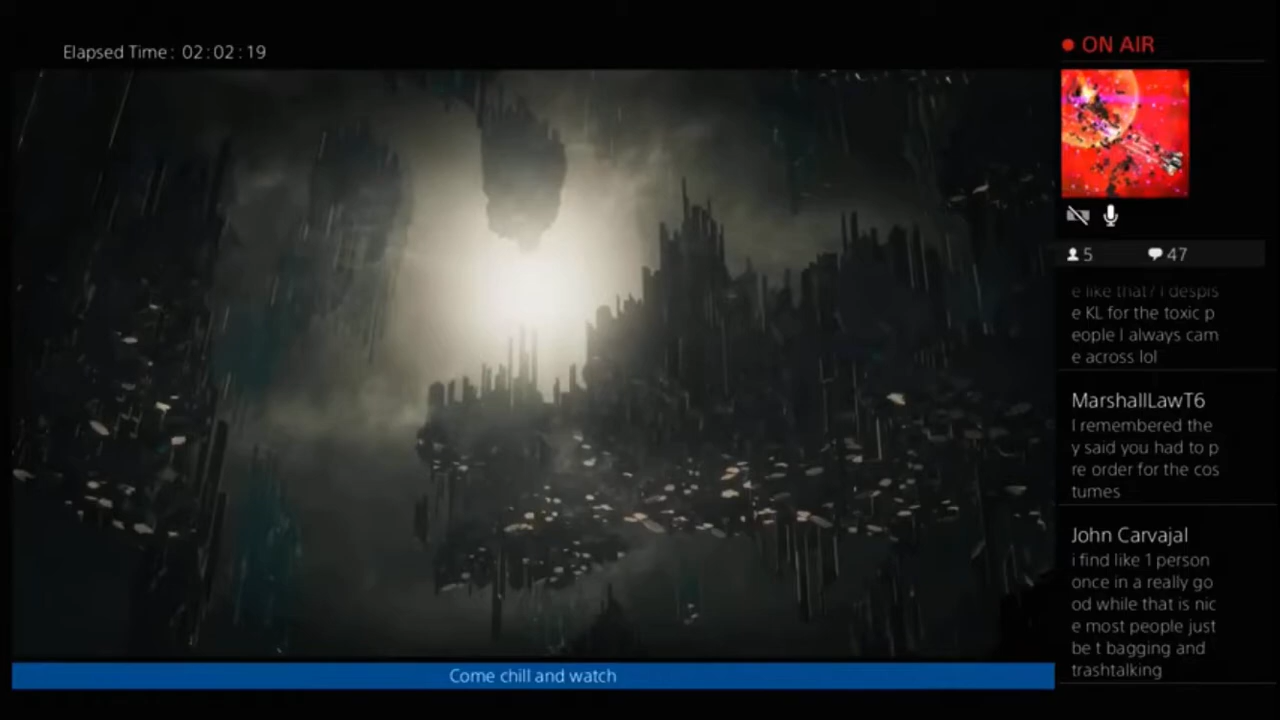 Elapsed Time: 02:02:19
ON AIR
5
47
e like that? I despis
e KL for the toxic p
eople I always cam
e across lol
MarshallLawT6
I remembered the
y said you had to p
re order for the cos
tumes
John Carvajal
i find like 1 person
once in a really go
od while that is nic
e most people just
be t bagging and
trashtalking
Come chill and watch